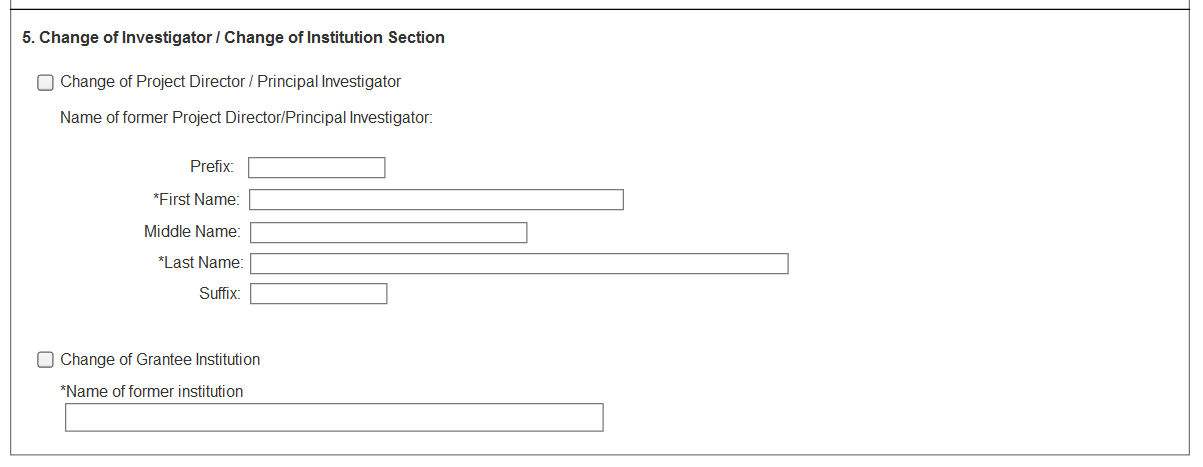 5. Change of Investigator / Change of Institution Section
Change of Project Director / Principal Investigator
Name of former Project Director/Principal Investigator:
Prefix:
*First Name:
Middle Name:
*Last Name:
Suffix:
Change of Grantee Institution
*Name of former institution